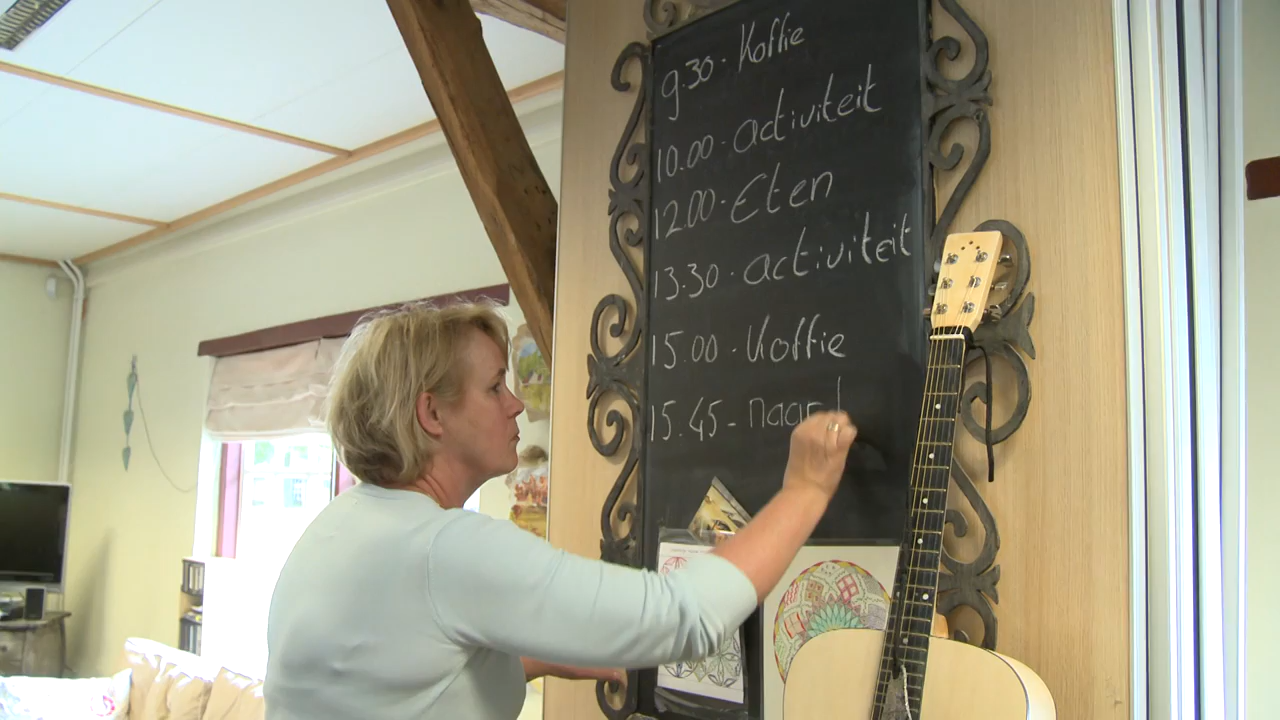 9.30 - Koffie
10.00 - activiteit
12.00 - Eten
13.30 - activiteit
15.00 - Koffie
15.45 - naar